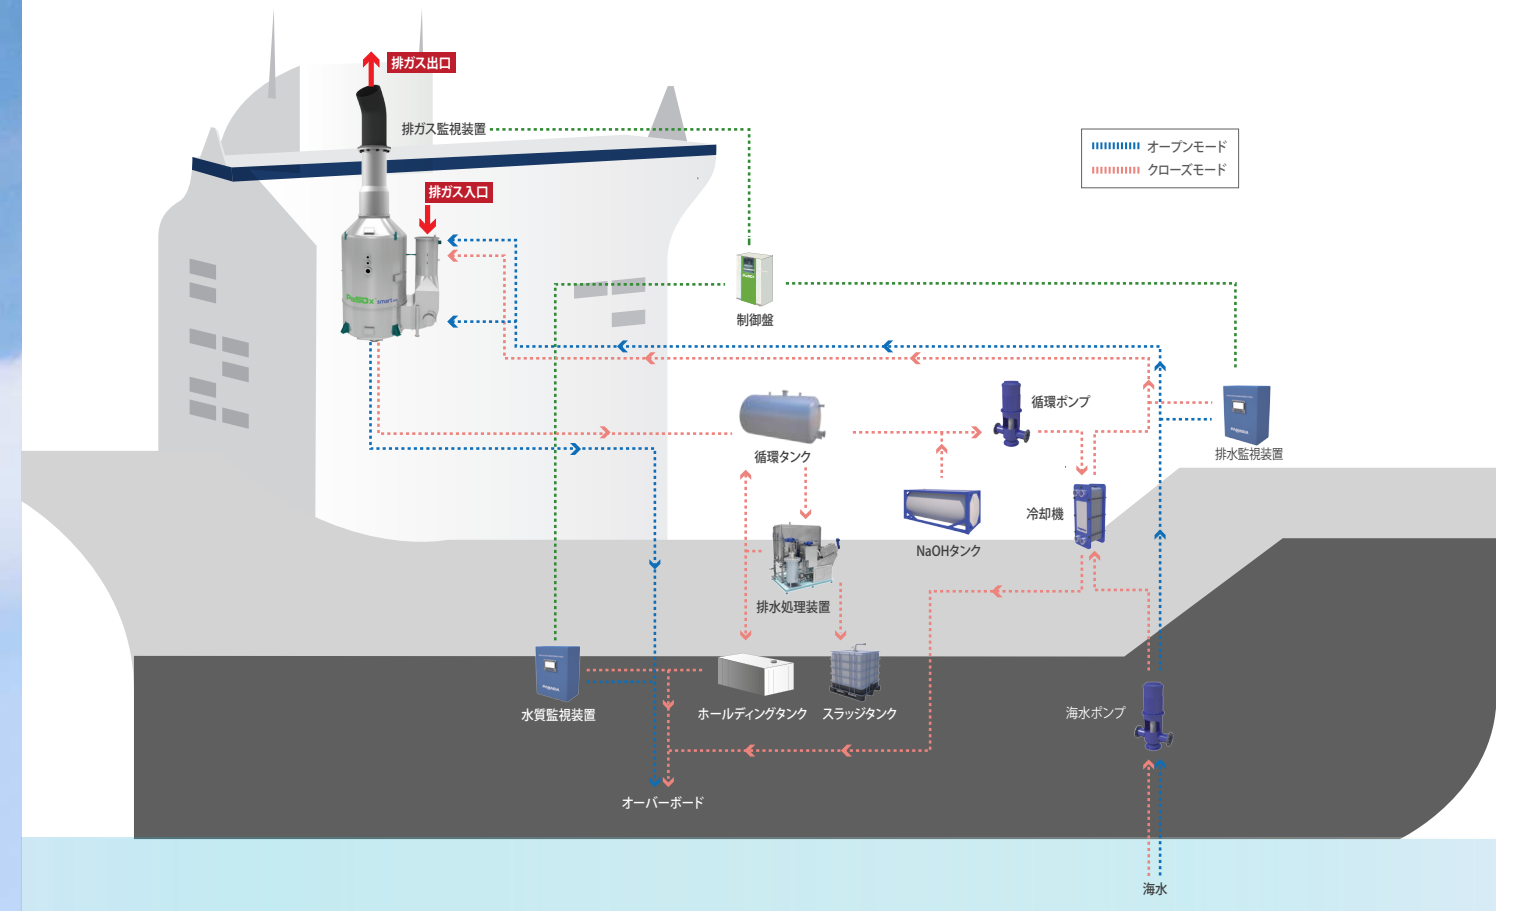 排ガス出口
排ガス監視装置
オープンモード
クローズモード
排ガス入口
PaSOx smart
制御盤
循環ポンプ
循環タンク
排水監視装置
冷却機
NaOHタンク
排水処理装置
水質監視装置
ホールディングタンク
スラッジタンク
海水ポンプ
オーバーボード
海水